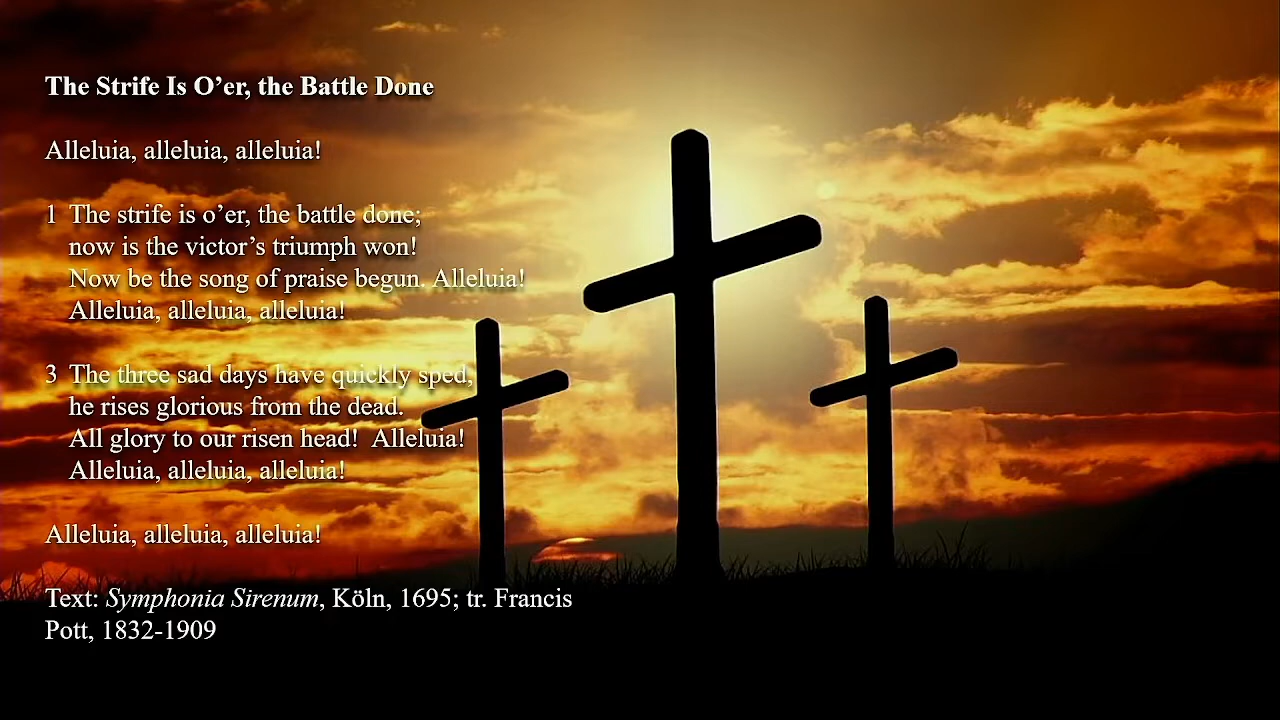 The Strife Is O’er, the Battle Done
Alleluia, alleluia, alleluia!
1 The strife is o’er, the battle done;
now is the victor’s triumph won!
Now be the song of praise begun. Alleluia!
Alleluia, alleluia, alleluia!
3 The three sad days have quickly sped,
he rises glorious from the dead.
All glory to our risen head! Alleluia!
Alleluia, alleluia, alleluia!
Alleluia, alleluia, alleluia!
Text: Symphonia Sirenum, Köln, 1695; tr. Francis
Pott, 1832-1909